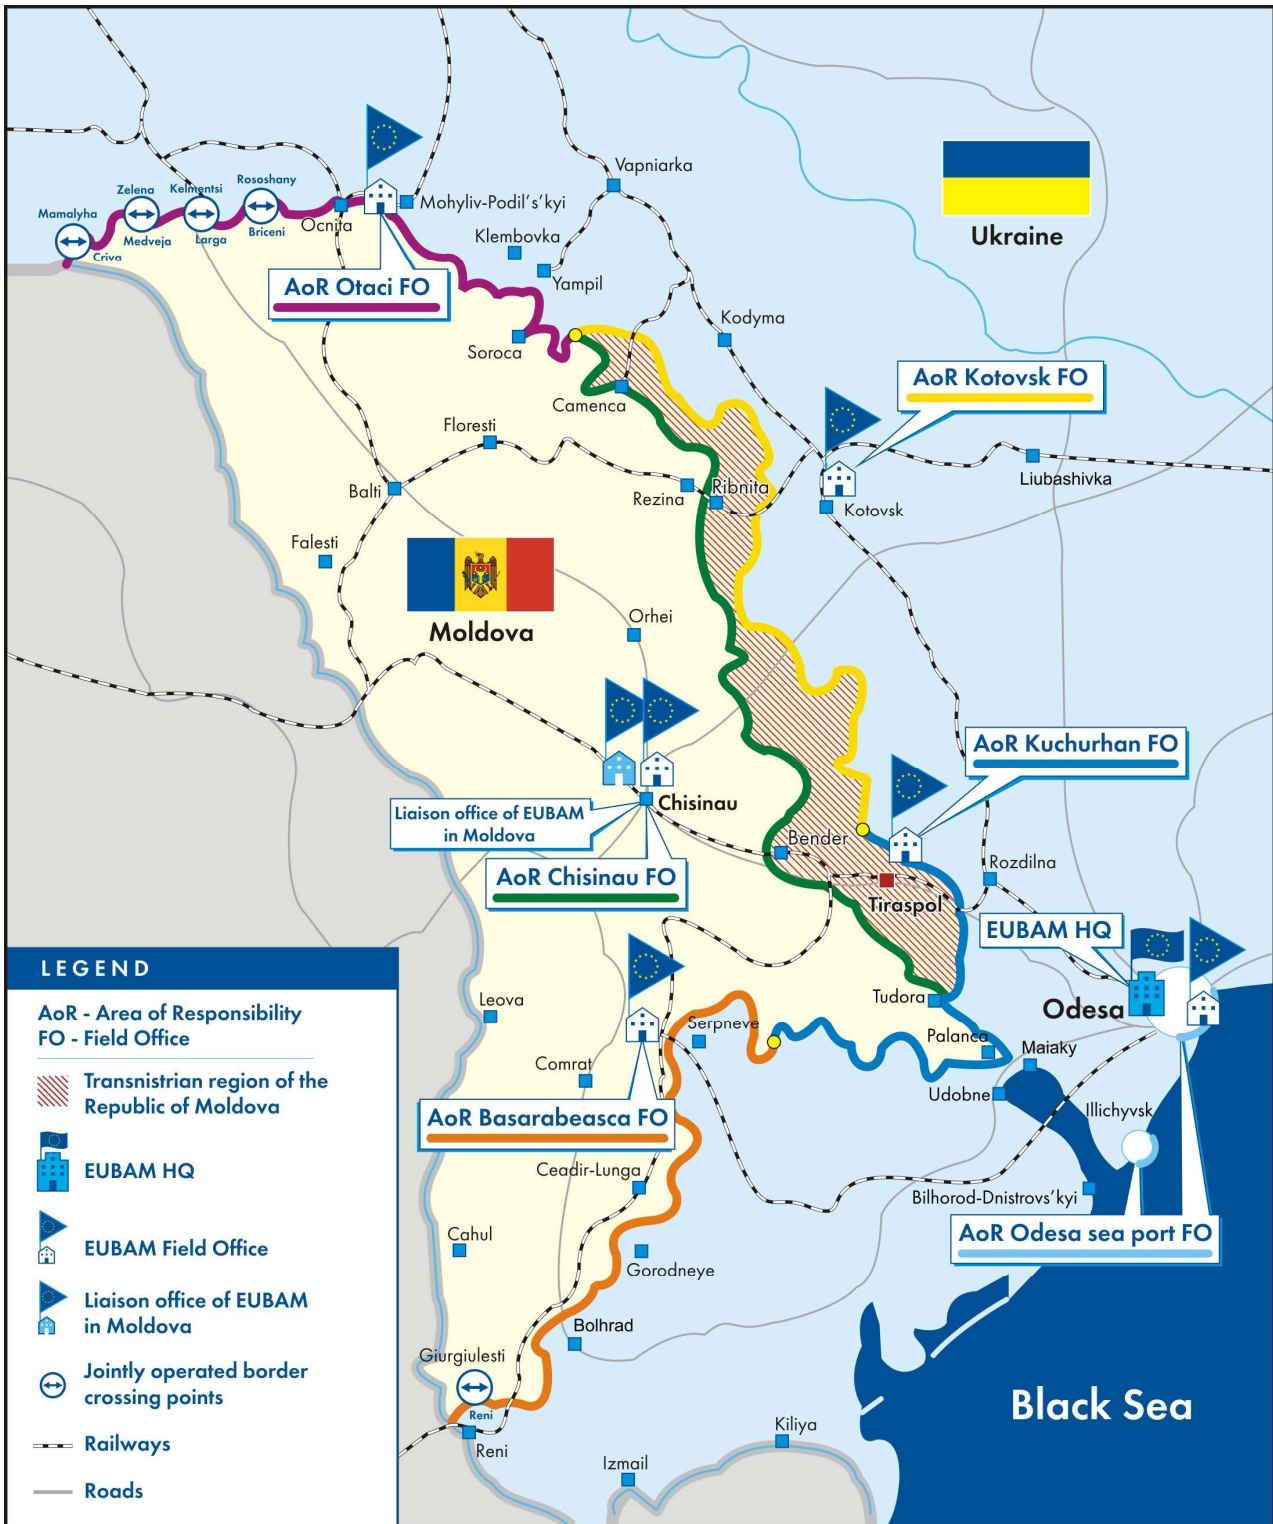 Vapniarka
Ukraine
Zelena
Kelmentsi
Rososhany
Mamalyha
Mohyliv-Podil's'kyi
Ocnita
Medveja
Larga
Briceni
Criva
Klembovka
Yampil
AoR Otaci FO
Kodyma
Soroca
AoR Kotovsk FO
Camenca
Floresti
Liubashivka
Balti
Rezina
Ribnita
Kotovsk
Falesti
Orhei
Moldova
AoR Kuchurhan FO
Chisinau
Liaison office of EUBAM
in Moldova
Bender
Rozdilna
AoR Chisinau FO
Tiraspol
EUBAM HQ
Odesa
Leova
Tudora
Serpneve
Palanca
Maiaky
Comrat
Udobne
Illichyvsk
AoR Basarabeasca FO
Ceadir-Lunga
Bilhorod-Dnistrovs'kyi
AoR Odesa sea port FO
Cahul
Gorodneye
Bolhrad
Giurgiulesti
Reni
Reni
Black Sea
Kiliya
Izmail
LEGEND
AoR - Area of Responsibility
FO - Field Office
Transnistrian region of the
Republic of Moldova
EUBAM HQ
EUBAM Field Office
Liaison office of EUBAM
in Moldova
Jointly operated border
crossing points
Railways
Roads